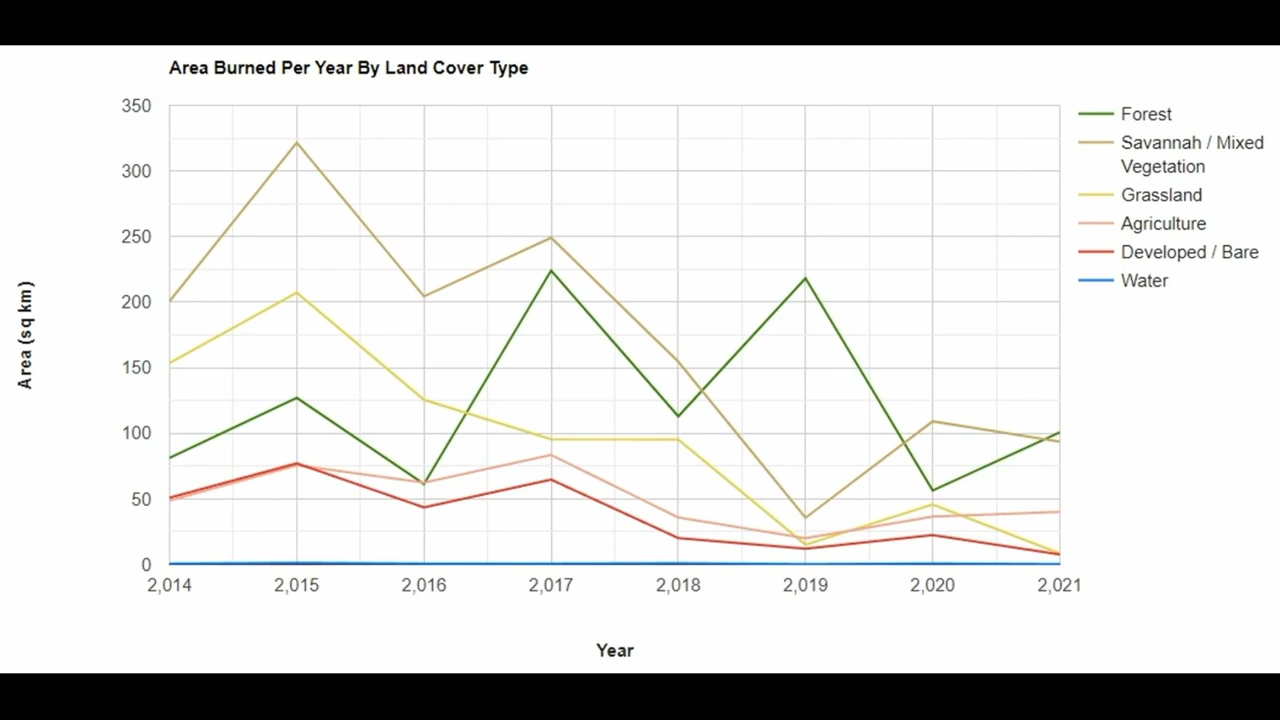 Area Burned Per Year By Land Cover Type
350
300
250
200
150
100
50
0
Area (sq km)
2,014
2,015
2,016
2,017
2,018
2,019
2,020
2,021
Year
Forest
Savannah / Mixed
Vegetation
Grassland
Agriculture
Developed / Bare
Water